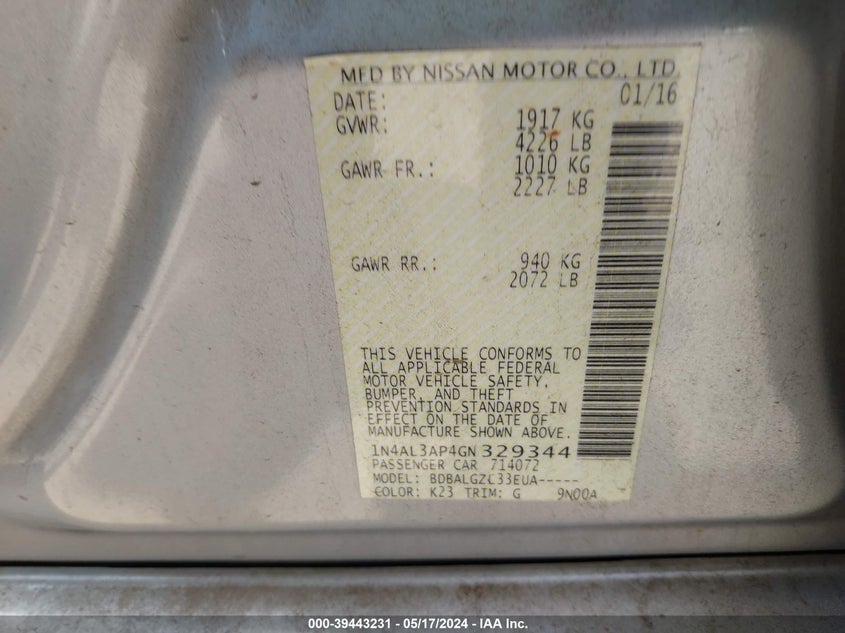 MFD BY NISSAN MOTOR CO., LTD.
DATE: 01/16
GVWR: 1917 KG
4226 LB
GAWR FR.: 1010 KG
2227 LB
GAWR RR.: 940 KG
2072 LB
THIS VEHICLE CONFORMS TO
ALL APPLICABLE FEDERAL
MOTOR VEHICLE SAFETY,
BUMPER, AND THEFT
PREVENTION STANDARDS IN
EFFECT ON THE DATE OF
MANUFACTURE SHOWN ABOVE.
1N4AL3AP4GN329344
PASSENGER CAR 714072
MODEL: BDBALGZL33EUA-----
COLOR: K23 TRIM: G 9N00A
000-39443231 - 05/17/2024 - IAA Inc.